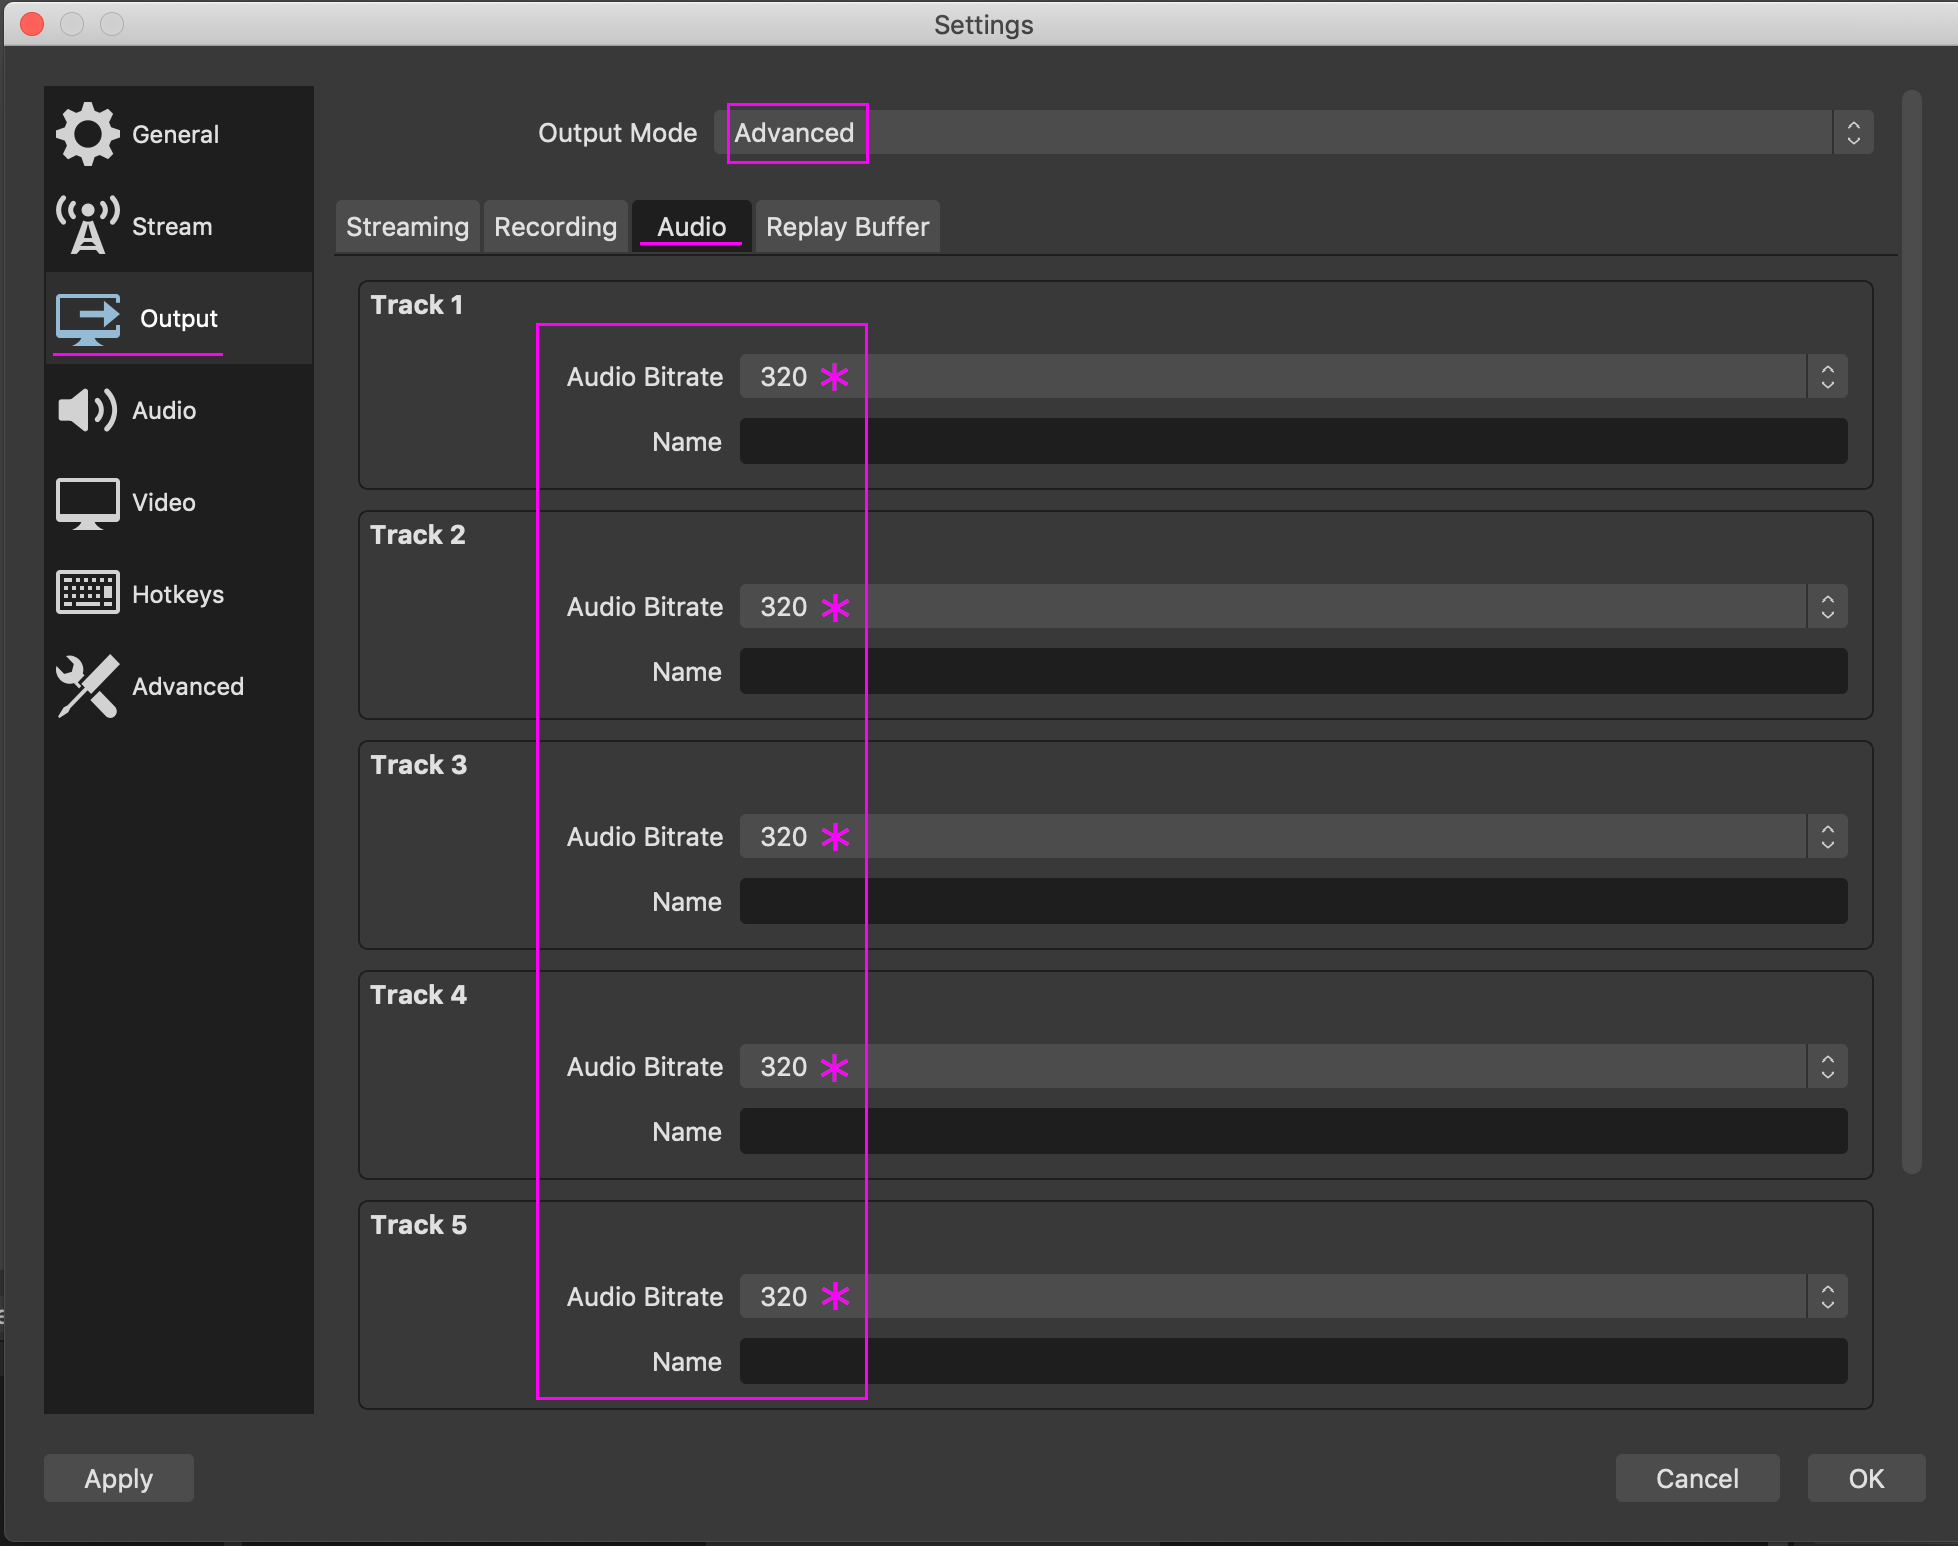 Settings
General
Stream
Output
Audio
Video
Hotkeys
Advanced
Output Mode Advanced
Streaming Recording Audio Replay Buffer
Track 1
Audio Bitrate 320 *
Name
Track 2
Audio Bitrate 320 *
Name
Track 3
Audio Bitrate 320 *
Name
Track 4
Audio Bitrate 320 *
Name
Track 5
Audio Bitrate 320 *
Name
Apply Cancel OK